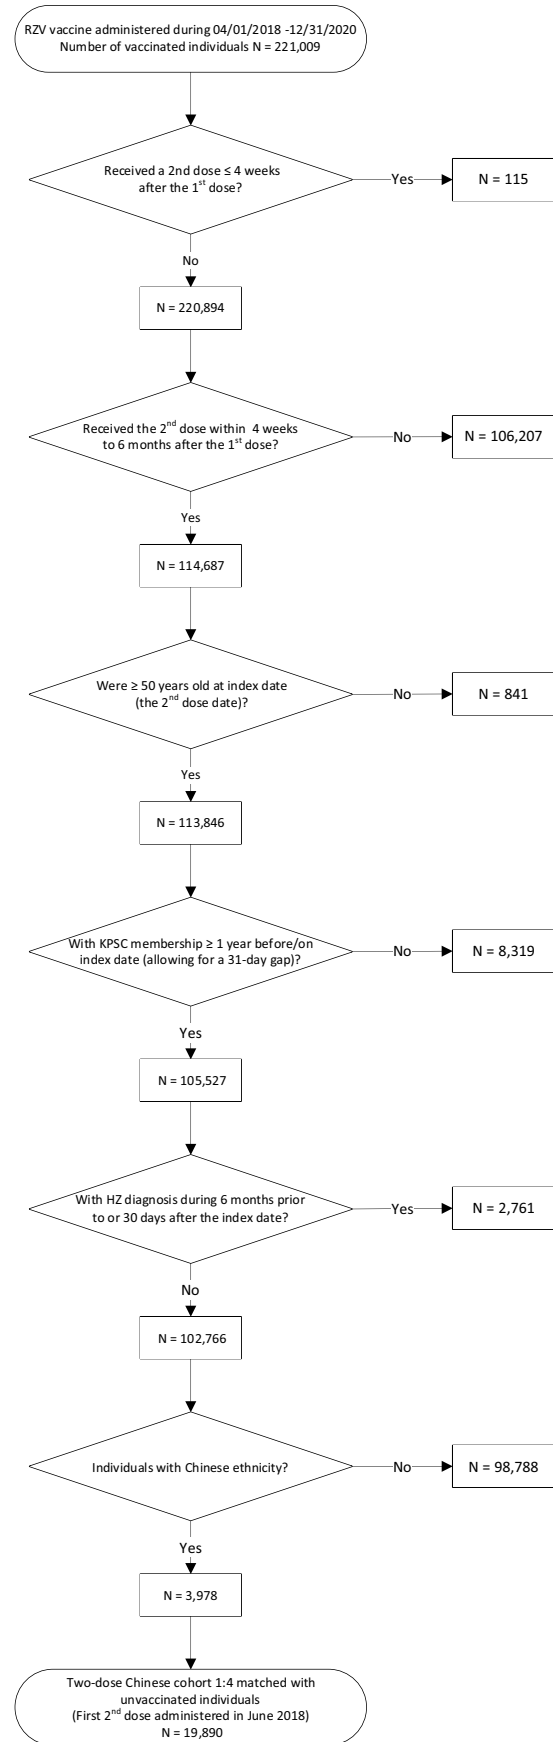 RZV vaccine administered during 04/01/2018 -12/31/2020
Number of vaccinated individuals N = 221,009
Received a 2nd dose ≤ 4 weeks
after the 1st dose?
Yes
N = 115
No
N = 220,894
Received the 2nd dose within  4 weeks
to 6 months after the 1st dose?
No
N = 106,207
Yes
N = 114,687
Were ≥ 50 years old at index date
(the 2nd dose date)?
No
N = 841
Yes
N = 113,846
With KPSC membership ≥ 1 year before/on
index date (allowing for a 31-day gap)?
No
N = 8,319
Yes
N = 105,527
With HZ diagnosis during 6 months prior
to or 30 days after the index date?
Yes
N = 2,761
No
N = 102,766
Individuals with Chinese ethnicity?
No
N = 98,788
Yes
N = 3,978
Two-dose Chinese cohort 1:4 matched with
unvaccinated individuals
(First 2nd dose administered in June 2018)
N = 19,890